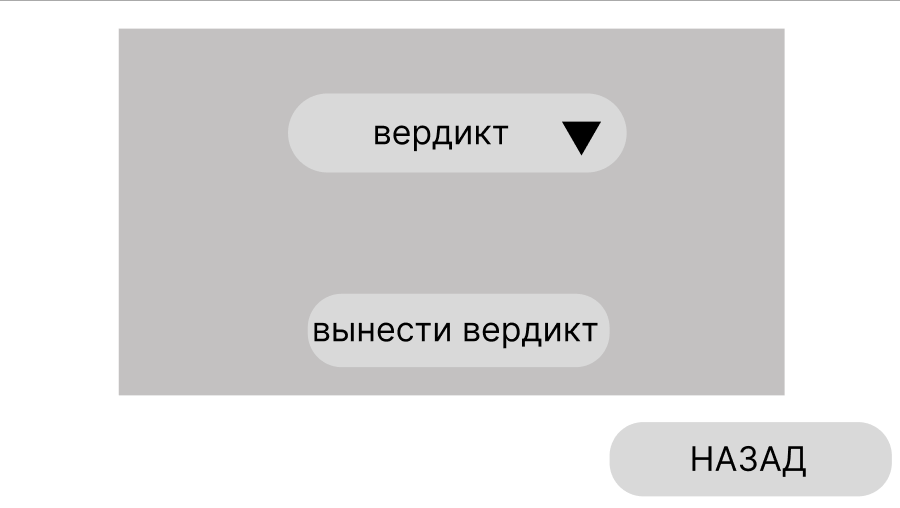 вердикт
вынести вердикт
НАЗАД